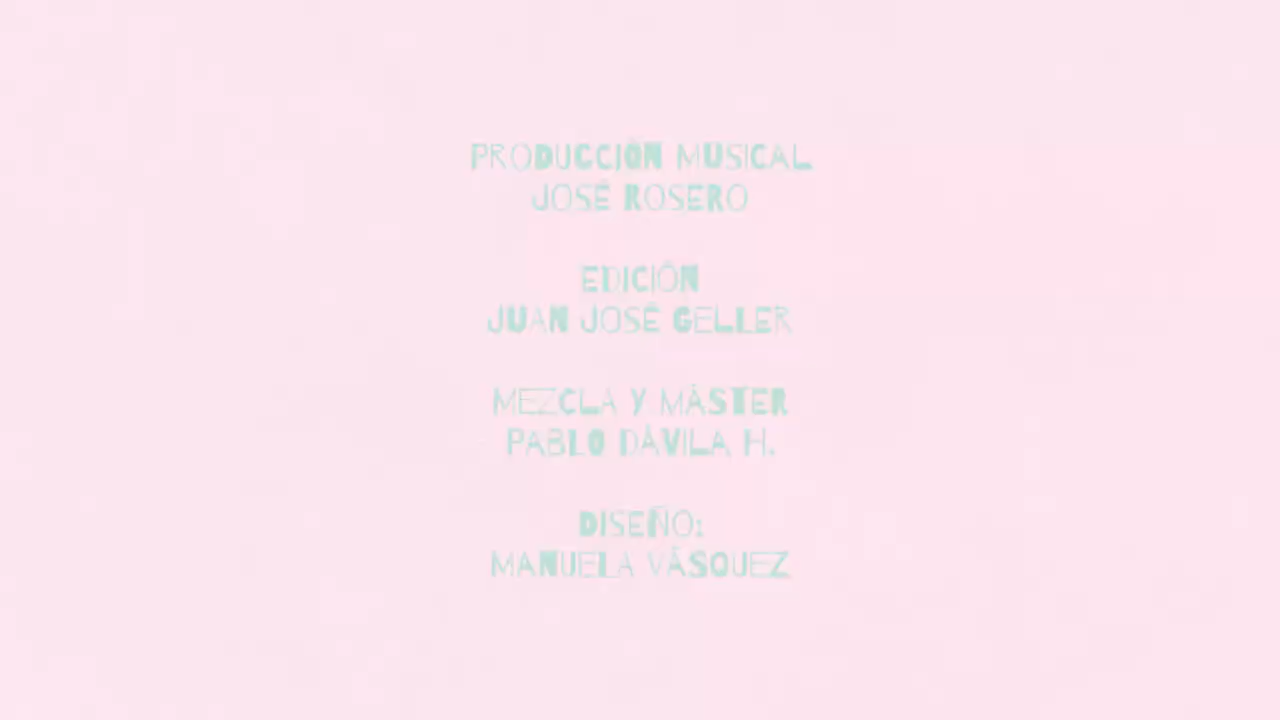 PRODUCCIÓN MUSICAL
JOSÉ ROSERO
EDICIÓN
JUAN JOSÉ GELLER
MEZCLA Y MÁSTER
PABLO DÁVILA H.
DISEÑO:
MANUELA VÁSQUEZ